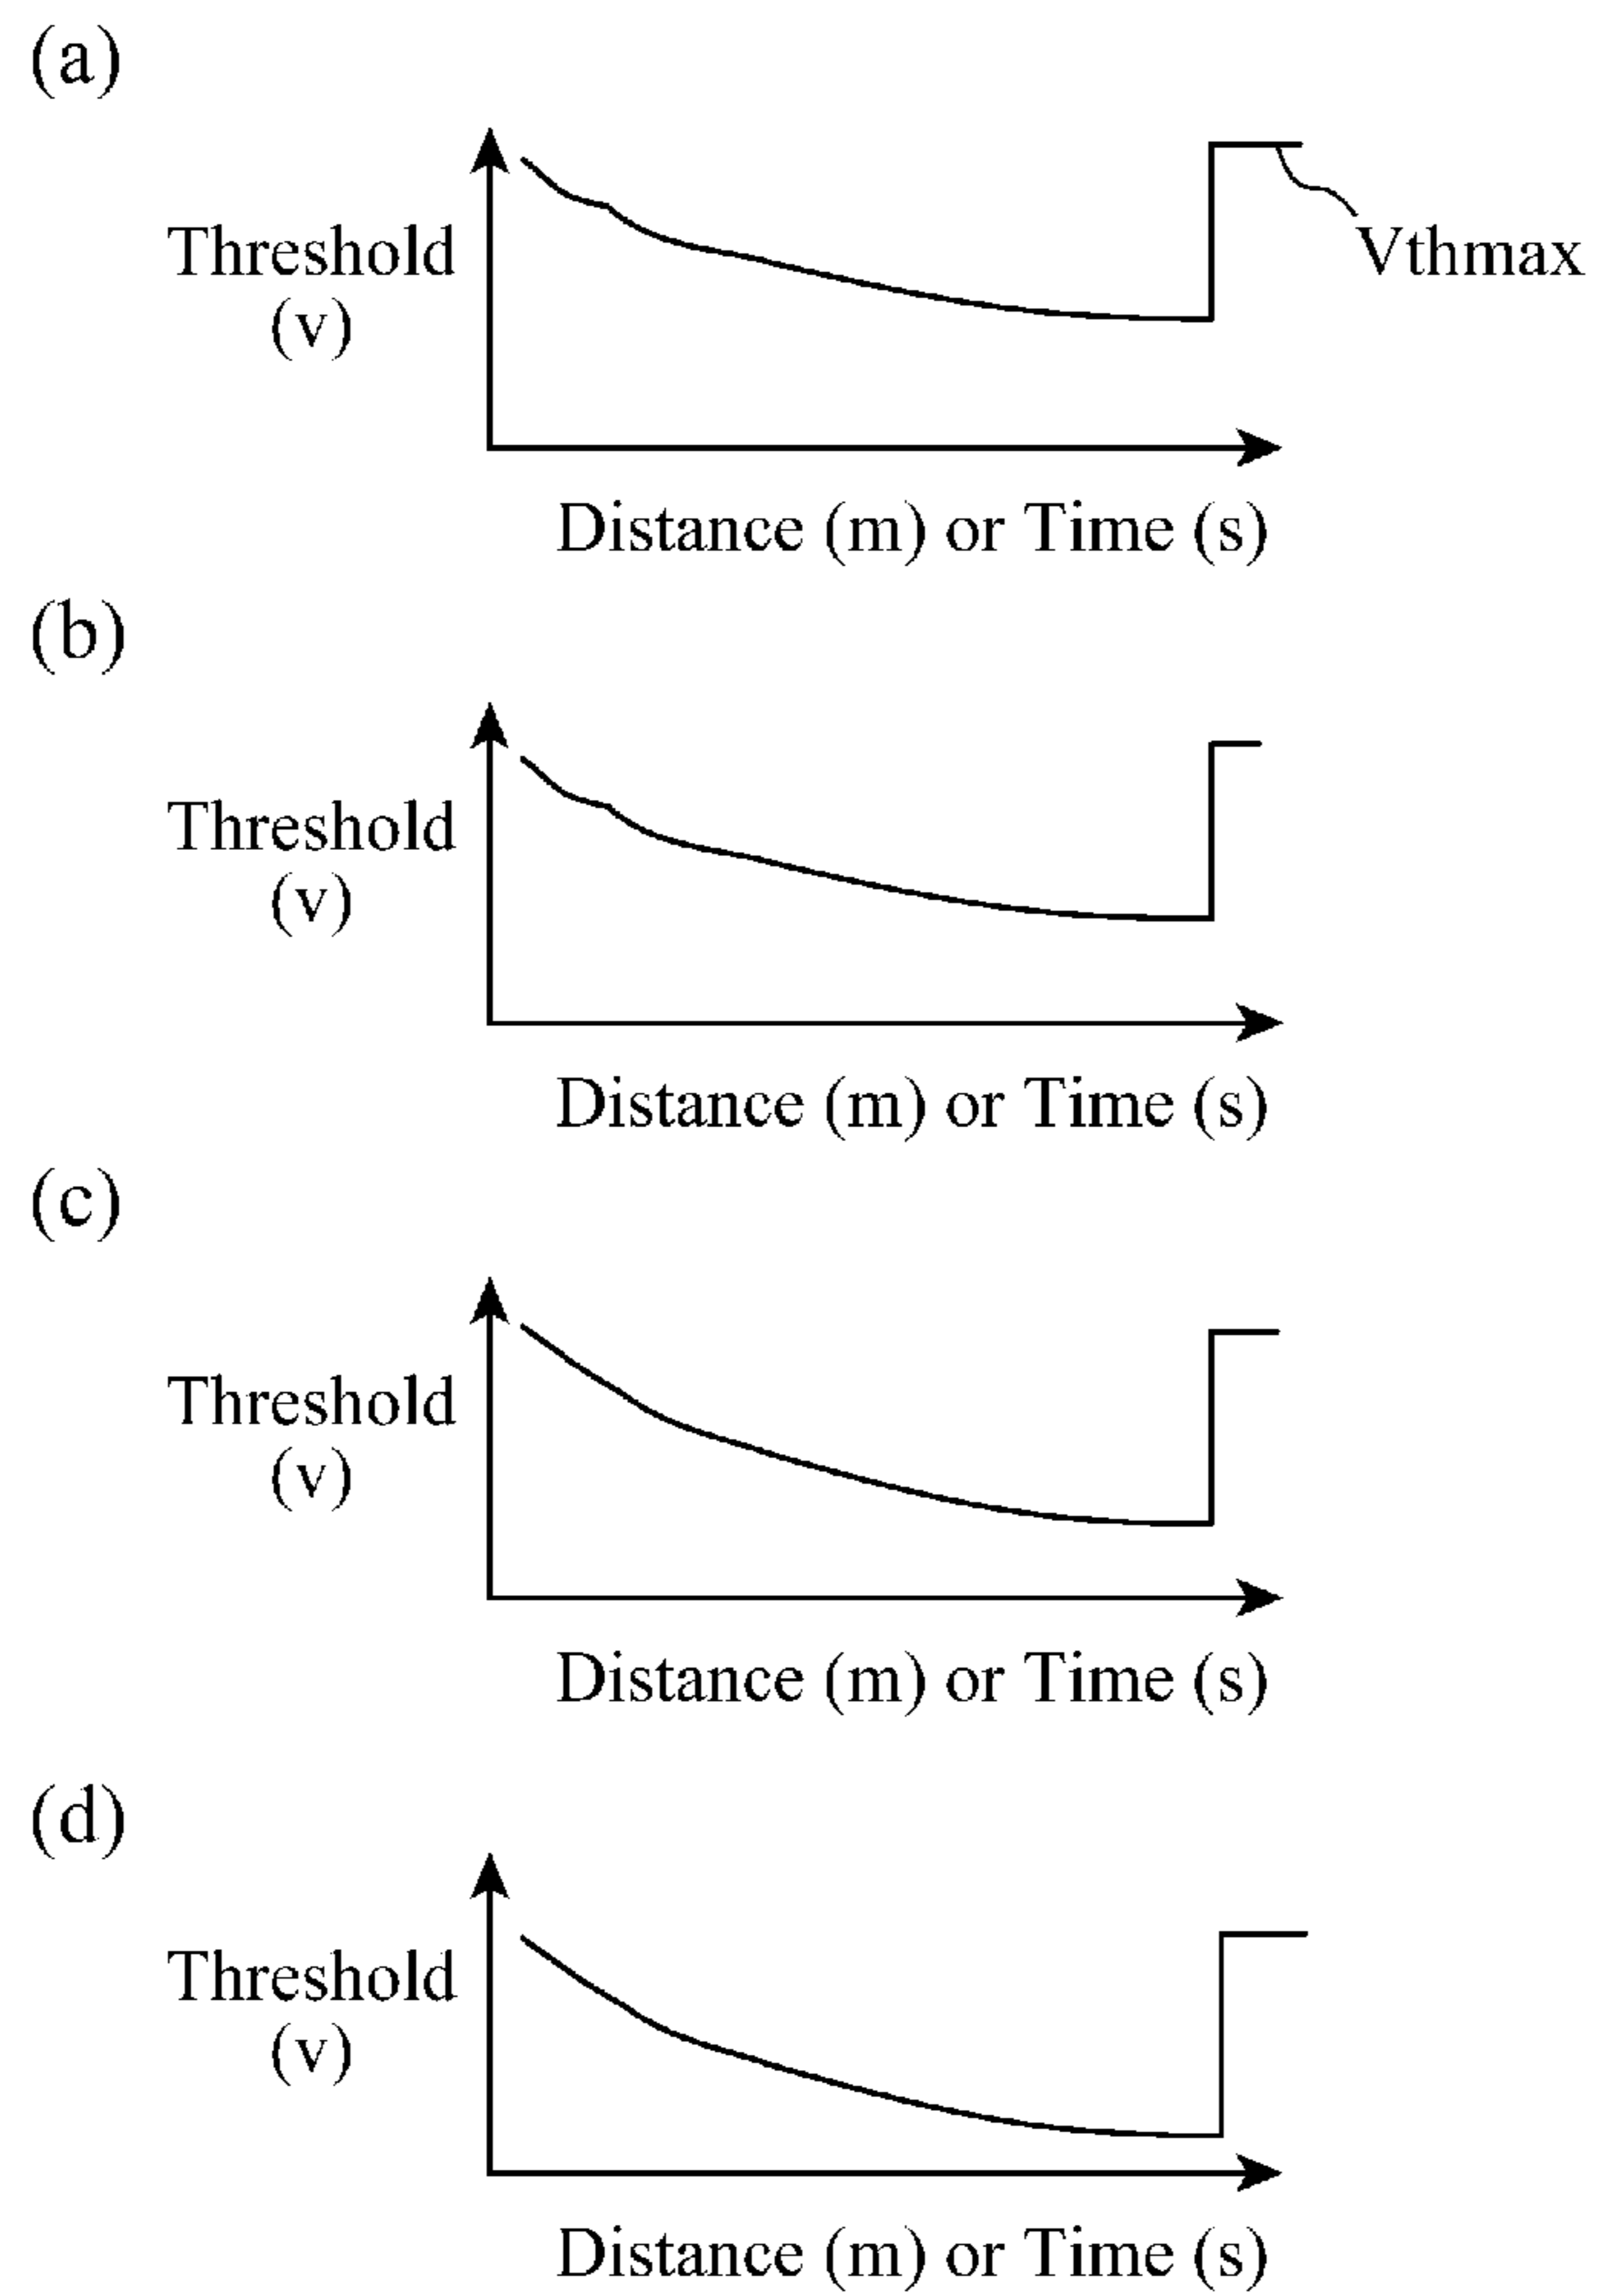 (a)
Threshold
(v)
Vthmax
Distance (m) or Time (s)
(b)
Threshold
(v)
Distance (m) or Time (s)
(c)
Threshold
(v)
Distance (m) or Time (s)
(d)
Threshold
(v)
Distance (m) or Time (s)